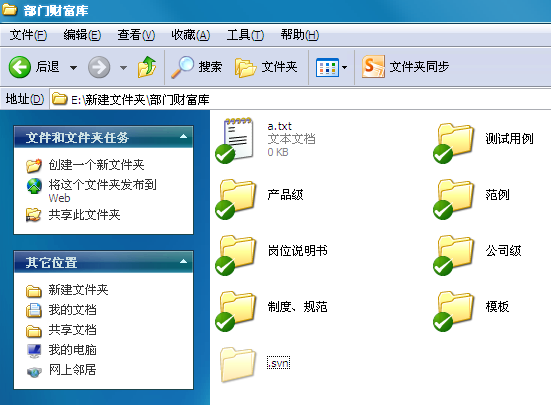 部门财富库
文件(F) 编辑(E) 查看(V) 收藏(A) 工具(T) 帮助(H)
后退 搜索 文件夹 文件夹同步
地址(D) E:\新建文件夹\部门财富库
文件和文件夹任务
创建一个新文件夹
将这个文件夹发布到
Web
共享此文件夹
其它位置
新建文件夹
我的文档
共享文档
我的电脑
网上邻居
a.txt
文本文档
0 KB
测试用例
产品级
范例
岗位说明书
公司级
制度、规范
模板
.svn